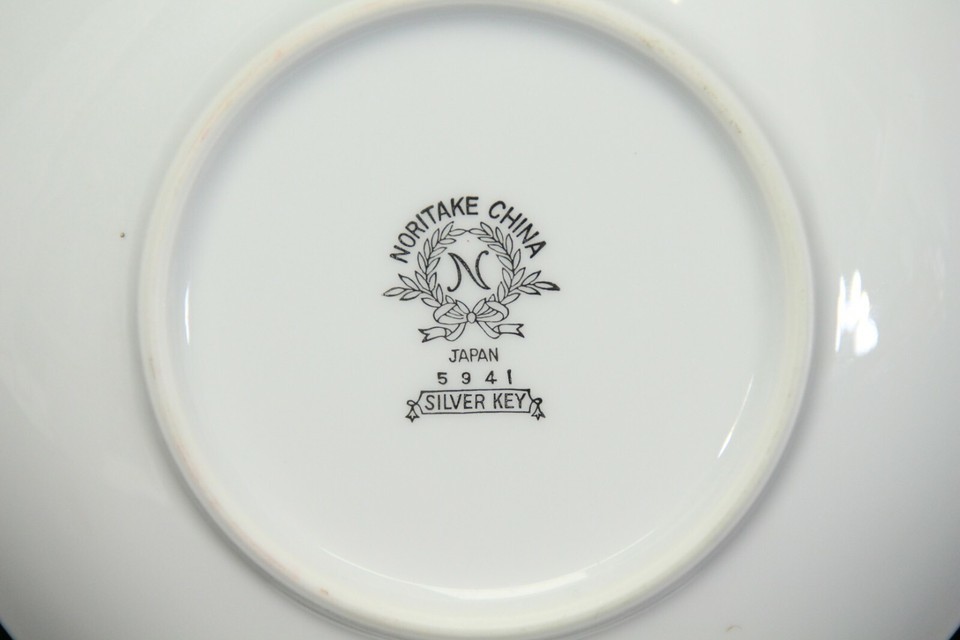 NORITAKE CHINA
N
JAPAN
5941
SILVER KEY